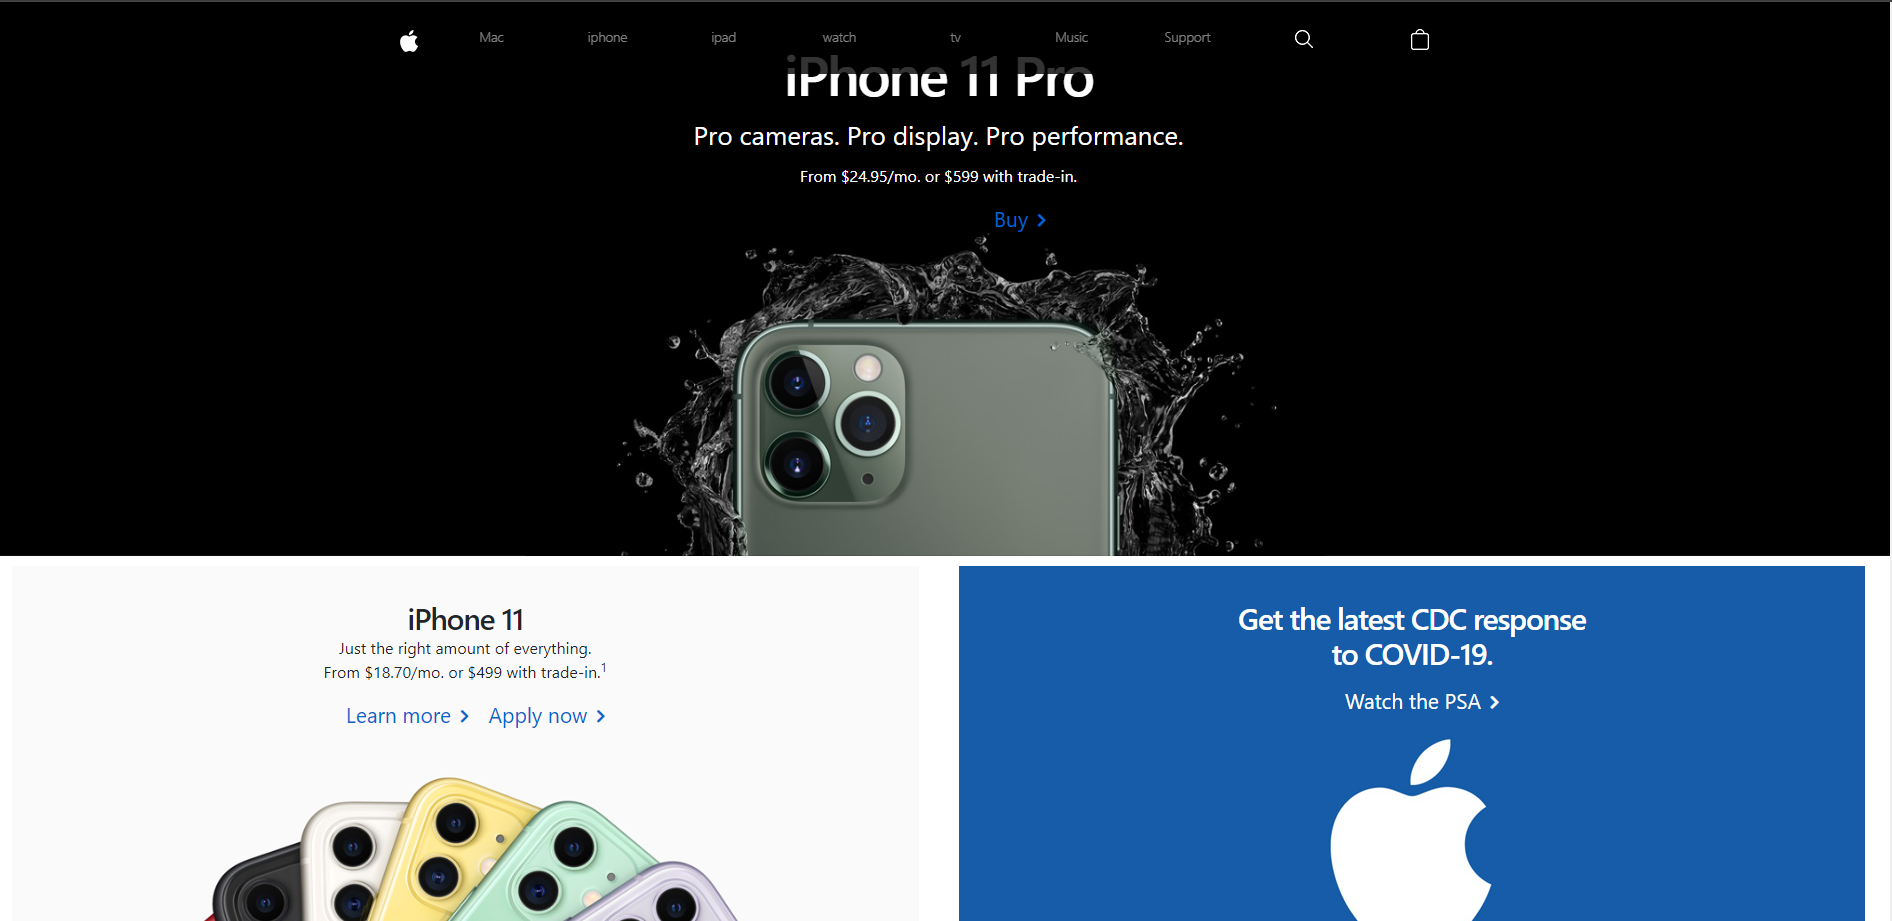 Mac iphone ipad watch tv Music Support
iPhone 11 Pro
Pro cameras. Pro display. Pro performance.
From $24.95/mo. or $599 with trade-in.
Buy
iPhone 11
Just the right amount of everything.
From $18.70/mo. or $499 with trade-in.1
Learn more Apply now
Get the latest CDC response
to COVID-19.
Watch the PSA